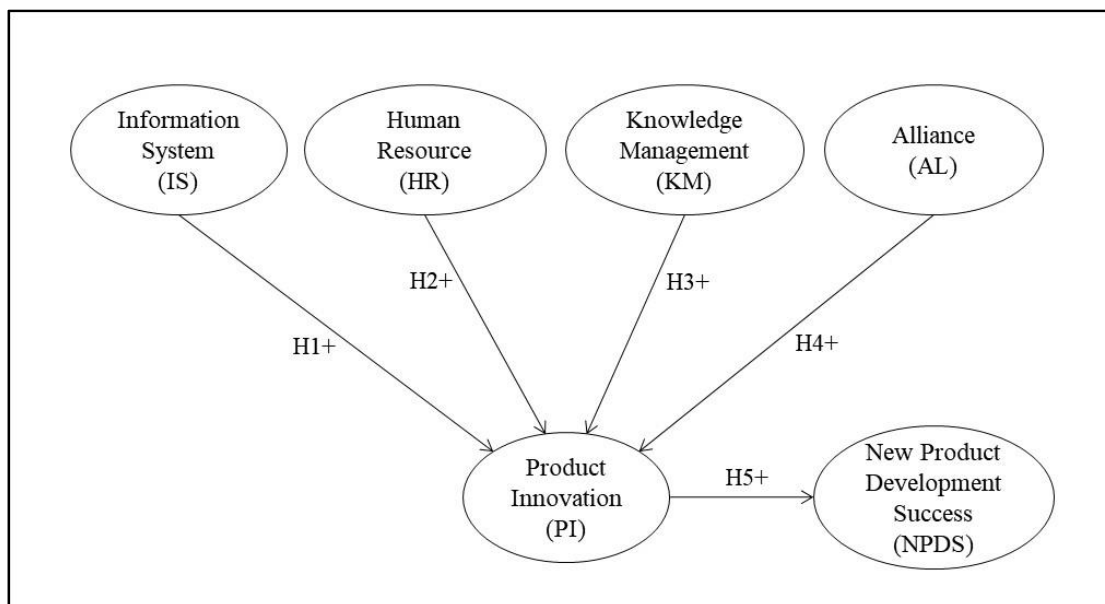 Information
System
(IS)
Human
Resource
(HR)
Knowledge
Management
(KM)
Alliance
(AL)
H1+
H2+
H3+
H4+
Product
Innovation
(PI)
H5+
New Product
Development
Success
(NPDS)